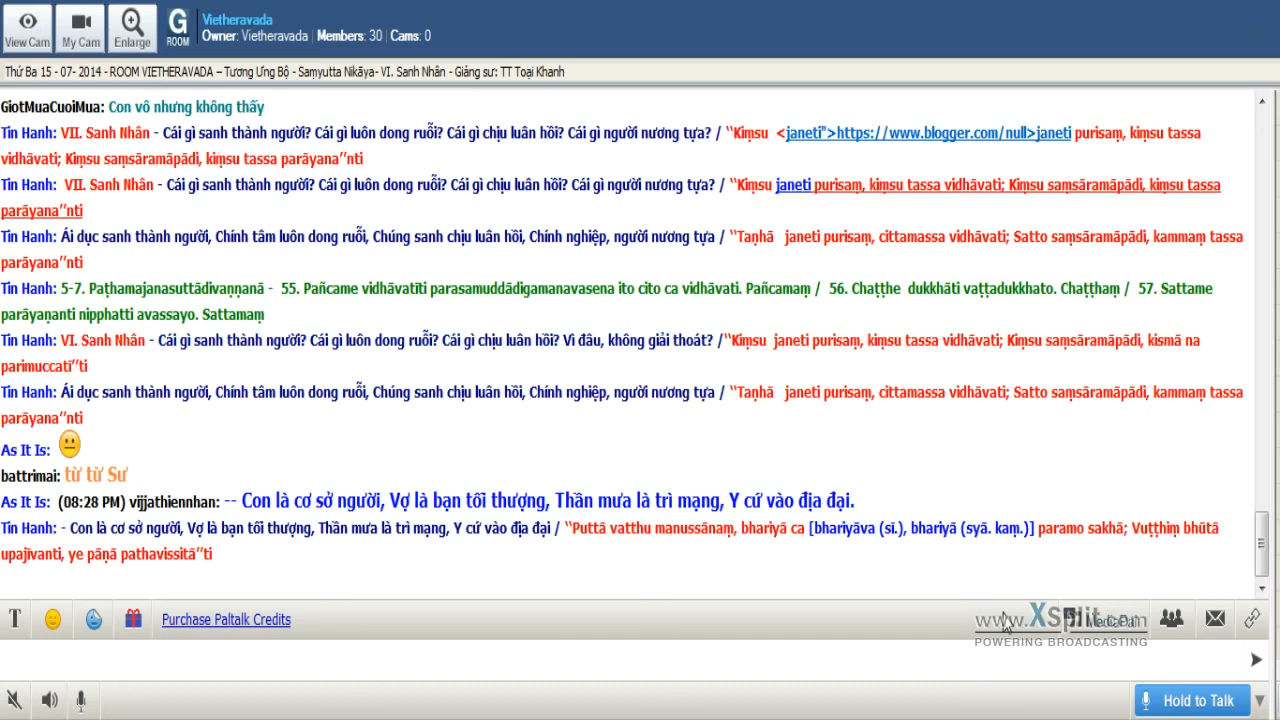 View Cam
My Cam
Enlarge
G
ROOM
Vietheravada
Owner: Vietheravada | Members: 30 | Cams: 0
Thứ Ba 15 - 07- 2014 - ROOM VIETHERAVADA – Tương Ưng Bộ - Saṃyutta Nikāya- VI. Sanh Nhân - Giảng sư: TT Toại Khanh
GiotMuaCuoiMua: Con vô nhưng không thấy
Tin Hanh: VII. Sanh Nhân - Cái gì sanh thành người? Cái gì luôn dong ruỗi? Cái gì chịu luân hồi? Cái gì người nương tựa? / ‘‘Kiṃsu <janeti">https://www.blogger.com/null>janeti purisaṃ, kiṃsu tassa
vidhāvati; Kiṃsu saṃsāramāpādi, kiṃsu tassa parāyana’’nti
Tin Hanh: VII. Sanh Nhân - Cái gì sanh thành người? Cái gì luôn dong ruỗi? Cái gì chịu luân hồi? Cái gì người nương tựa? / ‘‘Kiṃsu janeti purisaṃ, kiṃsu tassa vidhāvati; Kiṃsu saṃsāramāpādi, kiṃsu tassa
parāyana’’nti
Tin Hanh: Ái dục sanh thành người, Chính tâm luôn dong ruỗi, Chúng sanh chịu luân hồi, Chính nghiệp, người nương tựa / ‘‘Taṇhā janeti purisaṃ, cittamassa vidhāvati; Satto saṃsāramāpādi, kammaṃ tassa
parāyana’’nti
Tin Hanh: 5-7. Paṭhamajanasuttādivaṇṇanā - 55. Pañcame vidhāvatīti parasamuddādigamanavasena ito cito ca vidhāvati. Pañcamaṃ / 56. Chaṭṭhe dukkhāti vaṭṭadukkhato. Chaṭṭhaṃ / 57. Sattame
parāyaṇanti nipphatti avassayo. Sattamaṃ
Tin Hanh: VI. Sanh Nhân - Cái gì sanh thành người? Cái gì luôn dong ruỗi? Cái gì chịu luân hồi? Vì đâu, không giải thoát? /‘‘Kiṃsu janeti purisaṃ, kiṃsu tassa vidhāvati; Kiṃsu saṃsāramāpādi, kismā na
parimuccatī’’ti
Tin Hanh: Ái dục sanh thành người, Chính tâm luôn dong ruỗi, Chúng sanh chịu luân hồi, Chính nghiệp, người nương tựa / ‘‘Taṇhā janeti purisaṃ, cittamassa vidhāvati; Satto saṃsāramāpādi, kammaṃ tassa
parāyana’’nti
As It Is:
battrimai: từ từ Sư
As It Is: (08:28 PM) vijjathiennhan: -- Con là cơ sở người, Vợ là bạn tối thượng, Thần mưa là trì mạng, Y cứ vào địa đại.
Tin Hanh: - Con là cơ sở người, Vợ là bạn tối thượng, Thần mưa là trì mạng, Y cứ vào địa đại / ‘‘Puttā vatthu manussānaṃ, bhariyā ca [bhariyāva (sī.), bhariyā (syā. kaṃ.)] paramo sakhā; Vuṭṭhiṃ bhūtā
upajīvanti, ye pāṇā pathavissitā’’ti
T
Purchase Paltalk Credits
www.XSplit.com
POWERING BROADCASTING
Hold to Talk